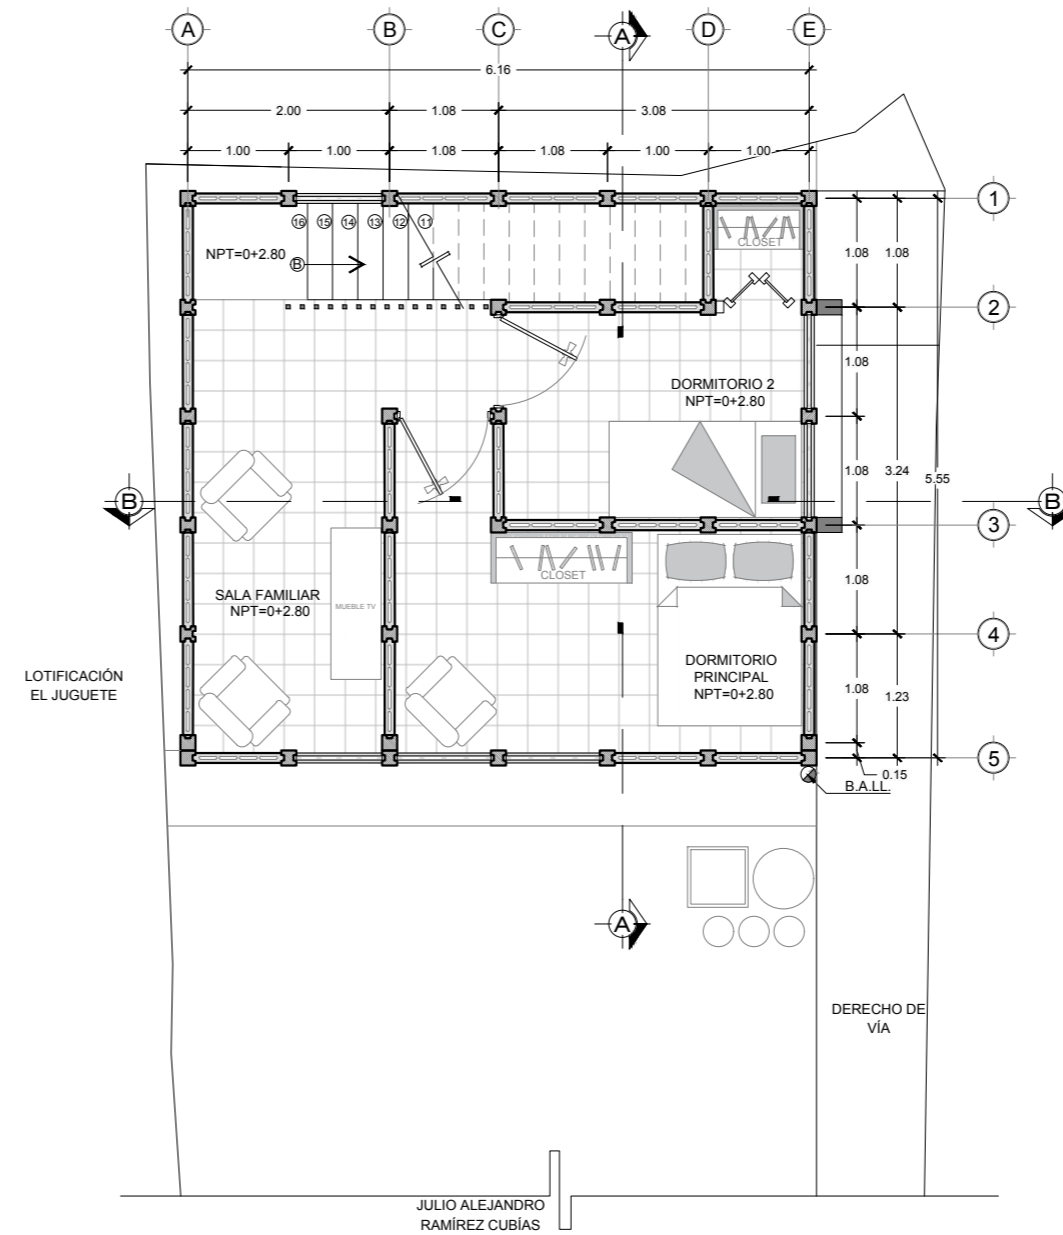 A
B
C
A
D
E
6.16
2.00
1.08
3.08
1.00
1.00
1.08
1.08
1.00
1.00
1
16
15
14
13
12
11
CLOSET
NPT=0+2.80
B
1.08
1.08
2
1.08
DORMITORIO 2
NPT=0+2.80
B
1.08
3.24
5.55
B
3
CLOSET
1.08
SALA FAMILIAR
NPT=0+2.80
MUEBLE TV
4
DORMITORIO
PRINCIPAL
NPT=0+2.80
LOTIFICACIÓN
EL JUGUETE
1.08
1.23
5
0.15
B.A.LL.
A
DERECHO DE
VÍA
JULIO ALEJANDRO
RAMÍREZ CUBÍAS